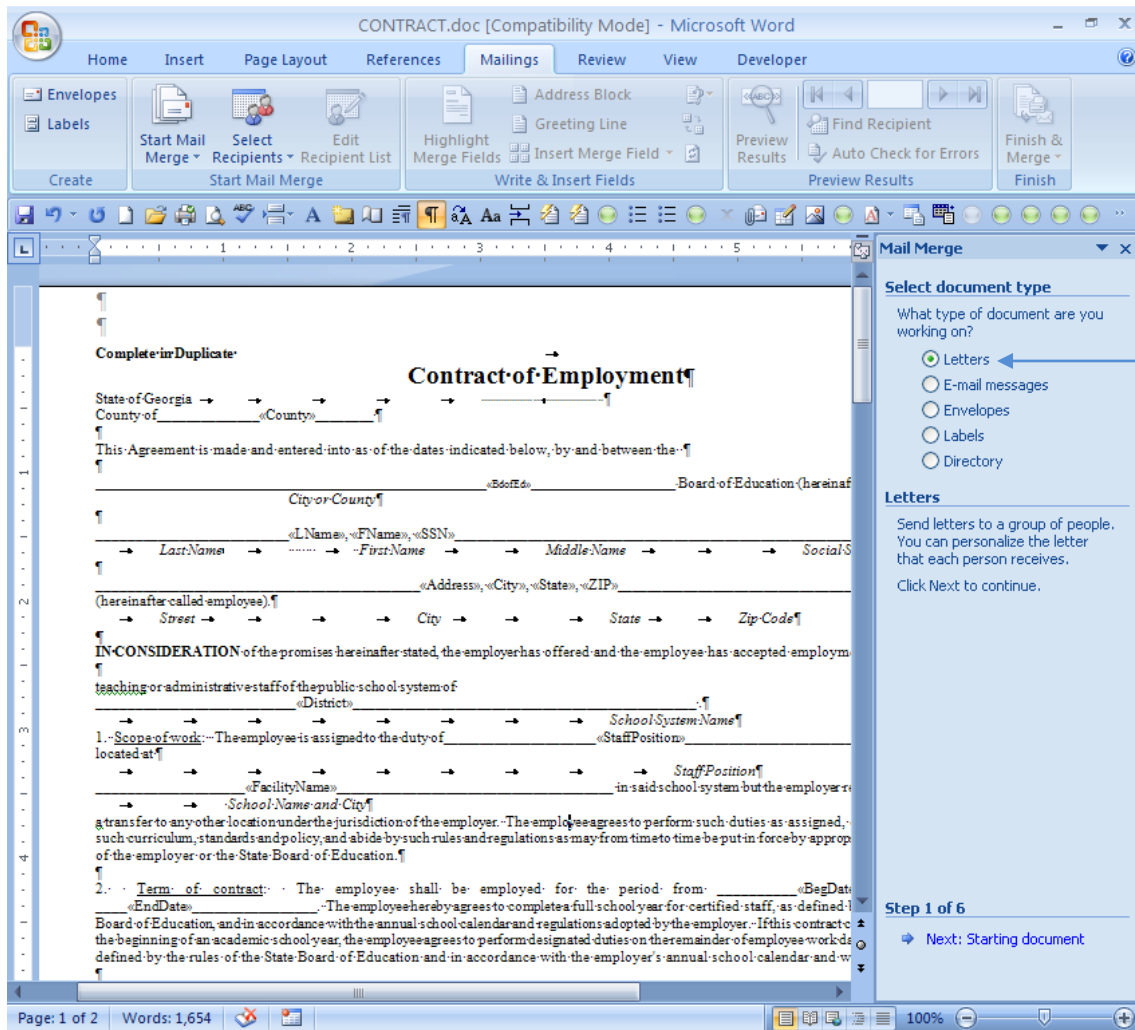 CONTRACT.doc [Compatibility Mode] - Microsoft Word
Home Insert Page Layout References Mailings Review View Developer
Envelopes
Labels
Create
Start Mail Merge
Select Recipients
Edit Recipient List
Start Mail Merge
Highlight Merge Fields
Address Block
Greeting Line
Insert Merge Field
Write & Insert Fields
Preview Results
Find Recipient
Auto Check for Errors
Preview Results
Finish & Merge
Finish
1 2 3 4 5
Mail Merge
Select document type
What type of document are you
working on?
Letters
E-mail messages
Envelopes
Labels
Directory
Letters
Send letters to a group of people.
You can personalize the letter
that each person receives.
Click Next to continue.
Step 1 of 6
Next: Starting document
¶
¶
Complete·in·Duplicate·
Contract·of·Employment¶
State·of·Georgia
County·of______________«County»________.¶
¶
This·Agreement·is·made·and·entered·into·as·of·the·dates·indicated·below,·by·and·between·the··¶
¶
«BdofEd»·Board·of·Education·(hereinaf
City·or·County¶
¶
«LName»,·«FName»,·«SSN»
Last·Name First·Name Middle·Name Social·S
¶
«Address»,·«City»,·«State»,·«ZIP»
(hereinafter·called·employee).¶
Street City State Zip·Code¶
¶
IN·CONSIDERATION·of·the·promises·hereinafter·stated,·the·employer·has·offered·and·the·employee·has·accepted·employm
¶
teaching·or·administrative·staff·of·the·public·school·system·of·
«District».¶
School·System·Name¶
1.··Scope·of·work:··The·employee·is·assigned·to·the·duty·of______________«StaffPosition»
located·at·¶
Staff·Position¶
«FacilityName»·in·said·school·system·but·the·employer·re
School·Name·and·City¶
a·transfer·to·any·other·location·under·the·jurisdiction·of·the·employer.··The·employee·agrees·to·perform·such·duties·as·assigned,·
such·curriculum,·standards·and·policy,·and·abide·by·such·rules·and·regulations·as·may·from·time·to·time·be·put·in·force·by·approp
of·the·employer·or·the·State·Board·of·Education.¶
¶
2.· · Term· of· contract:· · The· employee· shall· be· employed· for· the· period· from· __________«BegDate
____«EndDate»____________.··The·employee·hereby·agrees·to·complete·a·full·school·year·for·certified·staff,·as·defined·b
Board·of·Education,·and·in·accordance·with·the·annual·school·calendar·and·regulations·adopted·by·the·employer.··If·this·contract·c
the·beginning·of·an·academic·school·year,·the·employee·agrees·to·perform·designated·duties·on·the·remainder·of·employee·work·da
defined·by·the·rules·of·the·State·Board·of·Education·and·in·accordance·with·the·employer's·annual·school·calendar·and·w
¶
Page: 1 of 2 Words: 1,654 100%